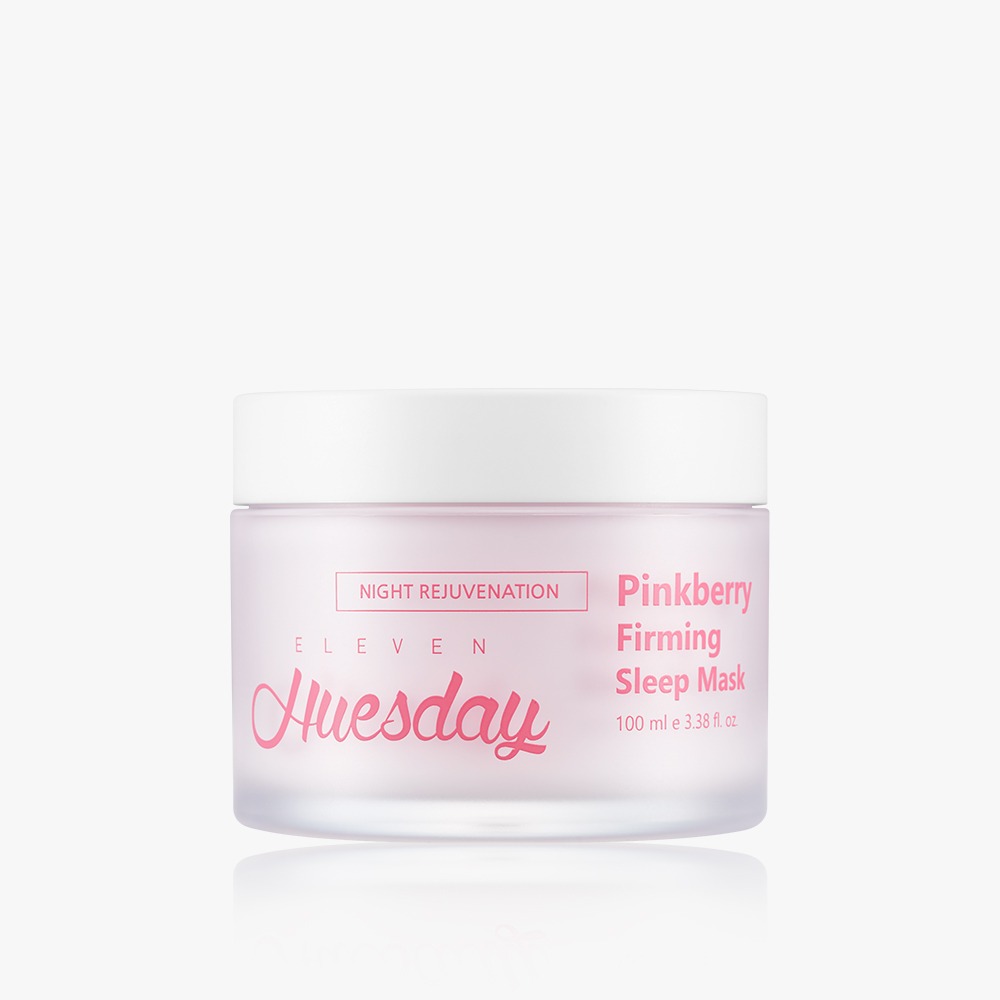 NIGHT REJUVENATION
ELEVEN
Huesday
Pinkberry
Firming
Sleep Mask
100 ml e 3.38 fl. oz.